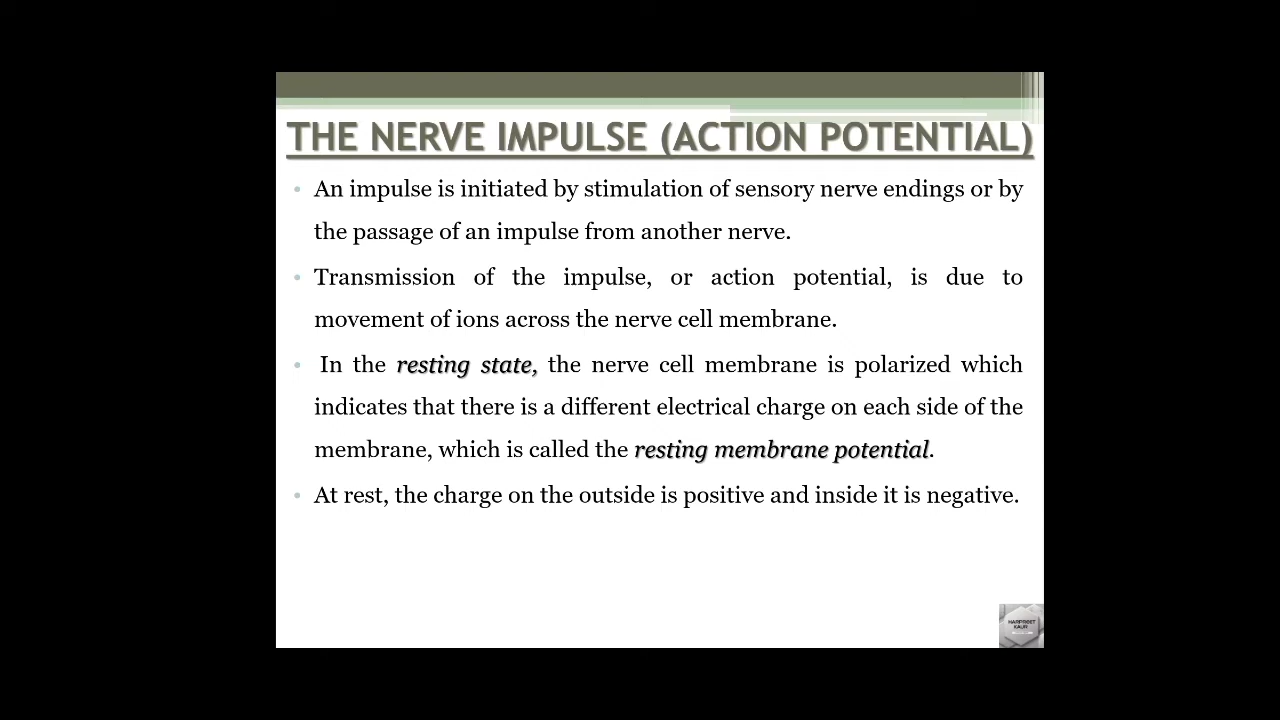 THE NERVE IMPULSE (ACTION POTENTIAL)
• An impulse is initiated by stimulation of sensory nerve endings or by
the passage of an impulse from another nerve.
• Transmission of the impulse, or action potential, is due to
movement of ions across the nerve cell membrane.
• In the resting state, the nerve cell membrane is polarized which
indicates that there is a different electrical charge on each side of the
membrane, which is called the resting membrane potential.
• At rest, the charge on the outside is positive and inside it is negative.
HARPREET
KAUR